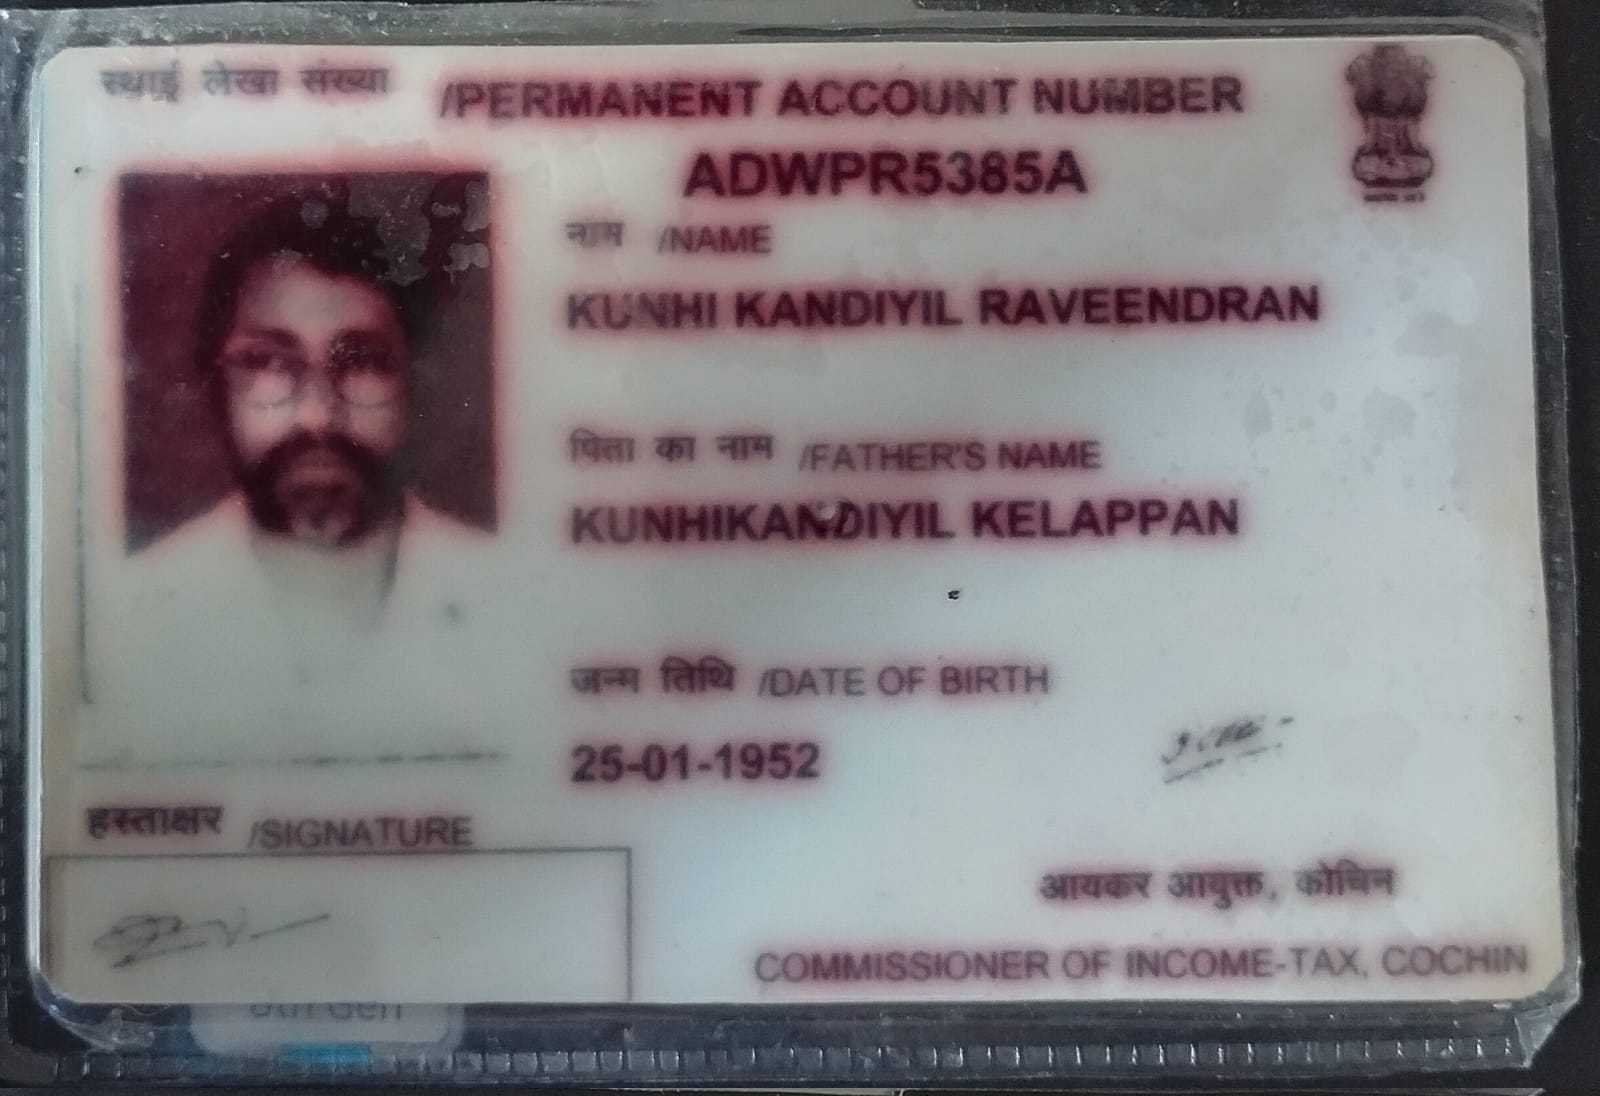 स्थाई लेखा संख्या /PERMANENT ACCOUNT NUMBER
ADWPR5385A
नाम /NAME
KUNHI KANDIYIL RAVEENDRAN
पिता का नाम /FATHER'S NAME
KUNHIKANDIYIL KELAPPAN
जन्म तिथि /DATE OF BIRTH
25-01-1952
हस्ताक्षर /SIGNATURE
आयकर आयुक्त, कोचिन
COMMISSIONER OF INCOME-TAX, COCHIN